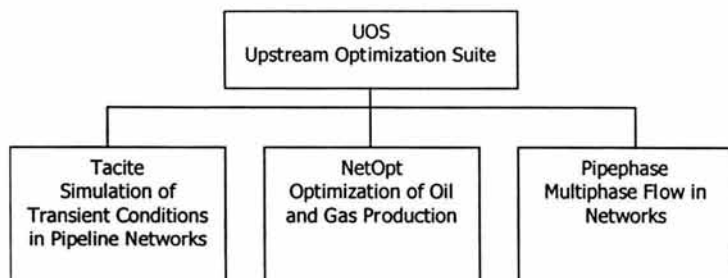 UOS
Upstream Optimization Suite
Tacite
Simulation of
Transient Conditions
in Pipeline Networks
NetOpt
Optimization of Oil
and Gas Production
Pipephase
Multiphase Flow in
Networks